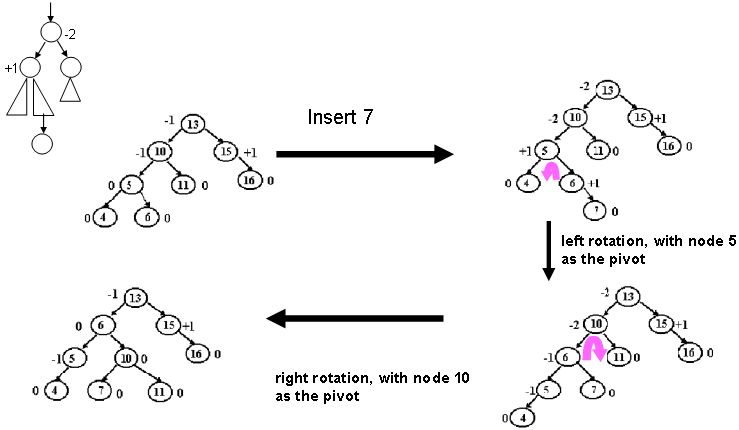 -2
+1
Insert 7
-1 13
-1 10 15 +1
0 5 11 0 16 0
0 4 6 0
-2 13
-2 10 15 +1
+1 5 11 0 16 0
0 4 6 +1
7 0
left rotation, with node 5
as the pivot
-2 13
-2 10 15 +1
-1 6 11 0 16 0
-1 5 7 0
0 4
right rotation, with node 10
as the pivot
-1 13
0 6 15 +1
-1 5 10 0 16 0
0 4 7 0 11 0